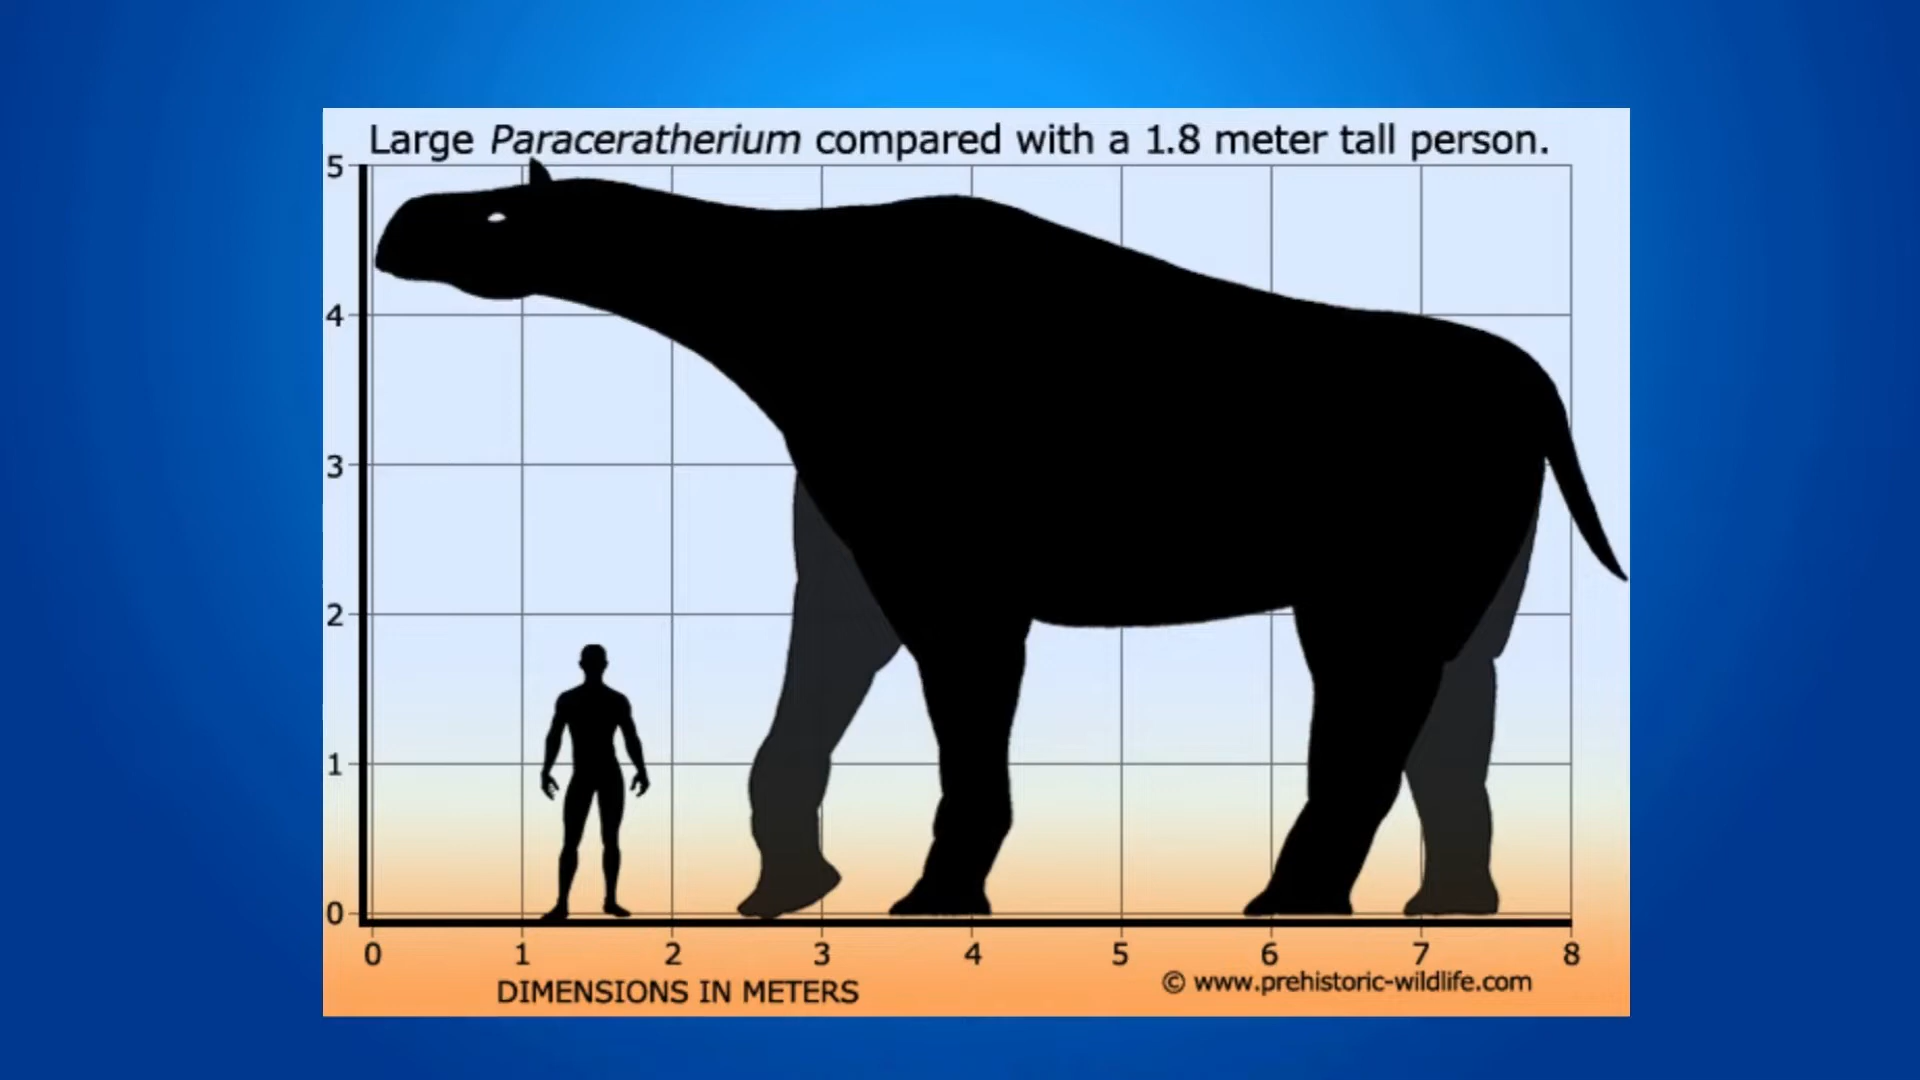 Large Paraceratherium compared with a 1.8 meter tall person.
5
4
3
2
1
0
0 1 2 3 4 5 6 7 8
DIMENSIONS IN METERS
© www.prehistoric-wildlife.com